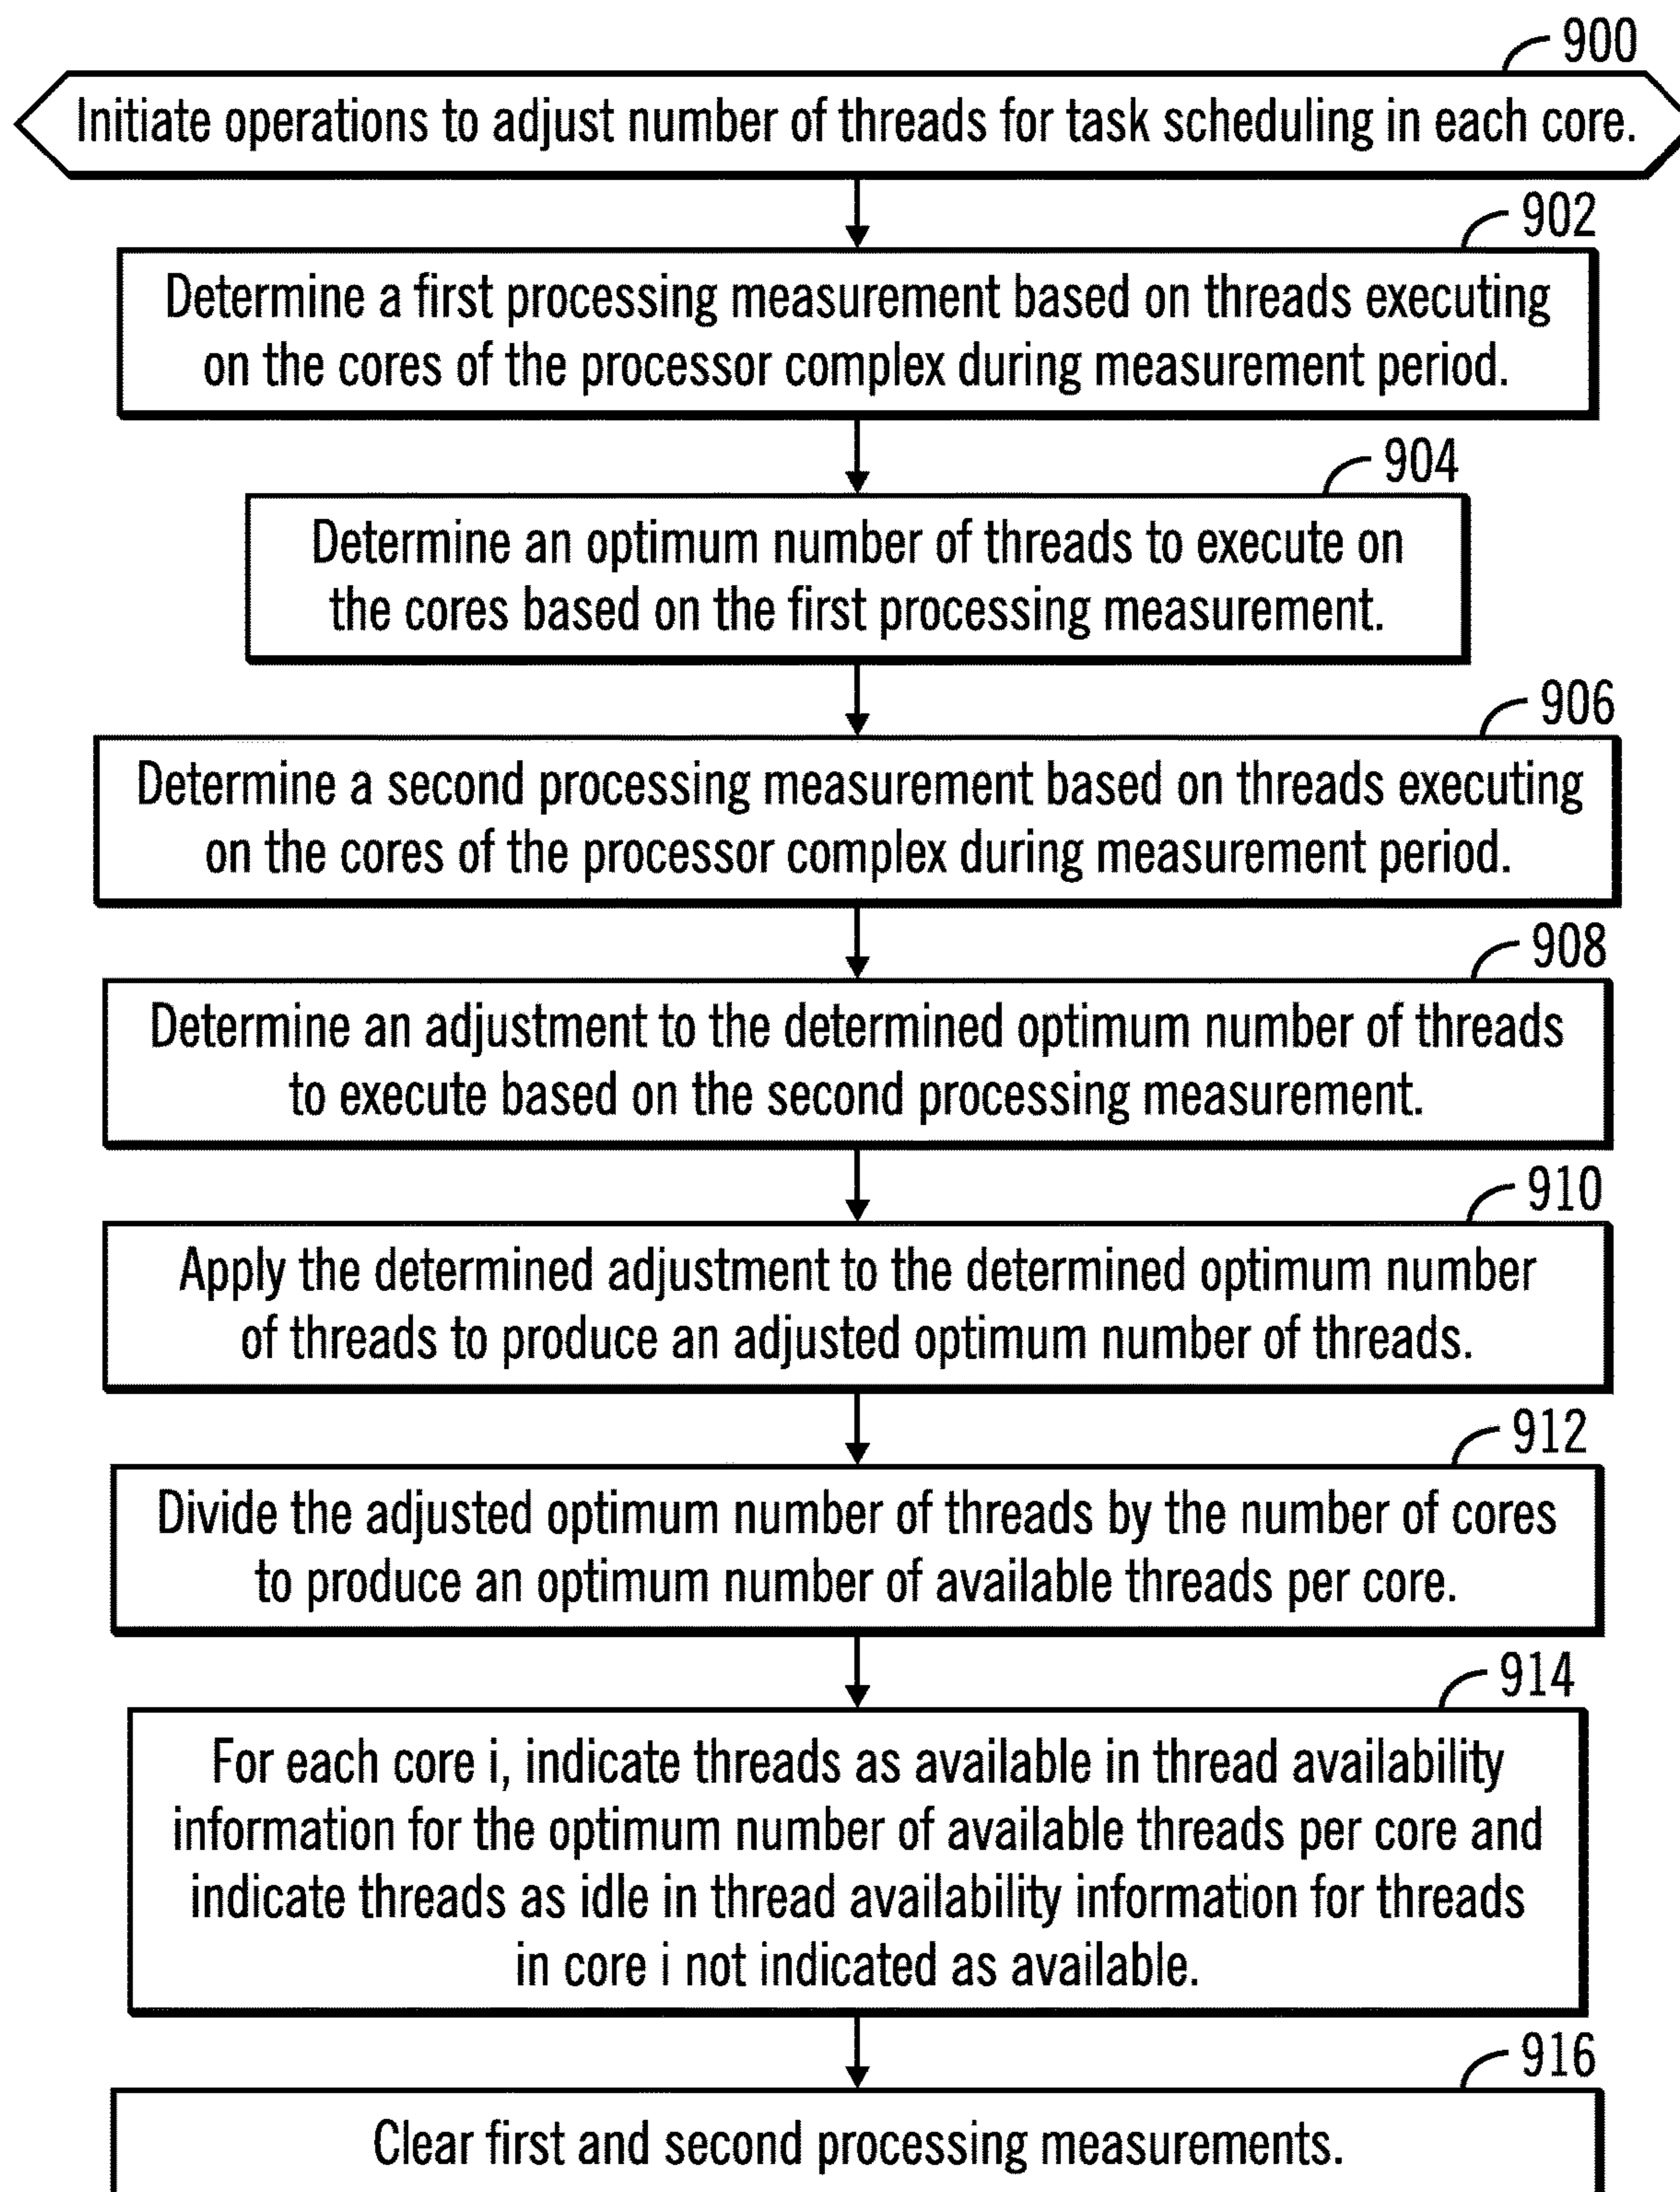 900
Initiate operations to adjust number of threads for task scheduling in each core.
902
Determine a first processing measurement based on threads executing
on the cores of the processor complex during measurement period.
904
Determine an optimum number of threads to execute on
the cores based on the first processing measurement.
906
Determine a second processing measurement based on threads executing
on the cores of the processor complex during measurement period.
908
Determine an adjustment to the determined optimum number of threads
to execute based on the second processing measurement.
910
Apply the determined adjustment to the determined optimum number
of threads to produce an adjusted optimum number of threads.
912
Divide the adjusted optimum number of threads by the number of cores
to produce an optimum number of available threads per core.
914
For each core i, indicate threads as available in thread availability
information for the optimum number of available threads per core and
indicate threads as idle in thread availability information for threads
in core i not indicated as available.
916
Clear first and second processing measurements.